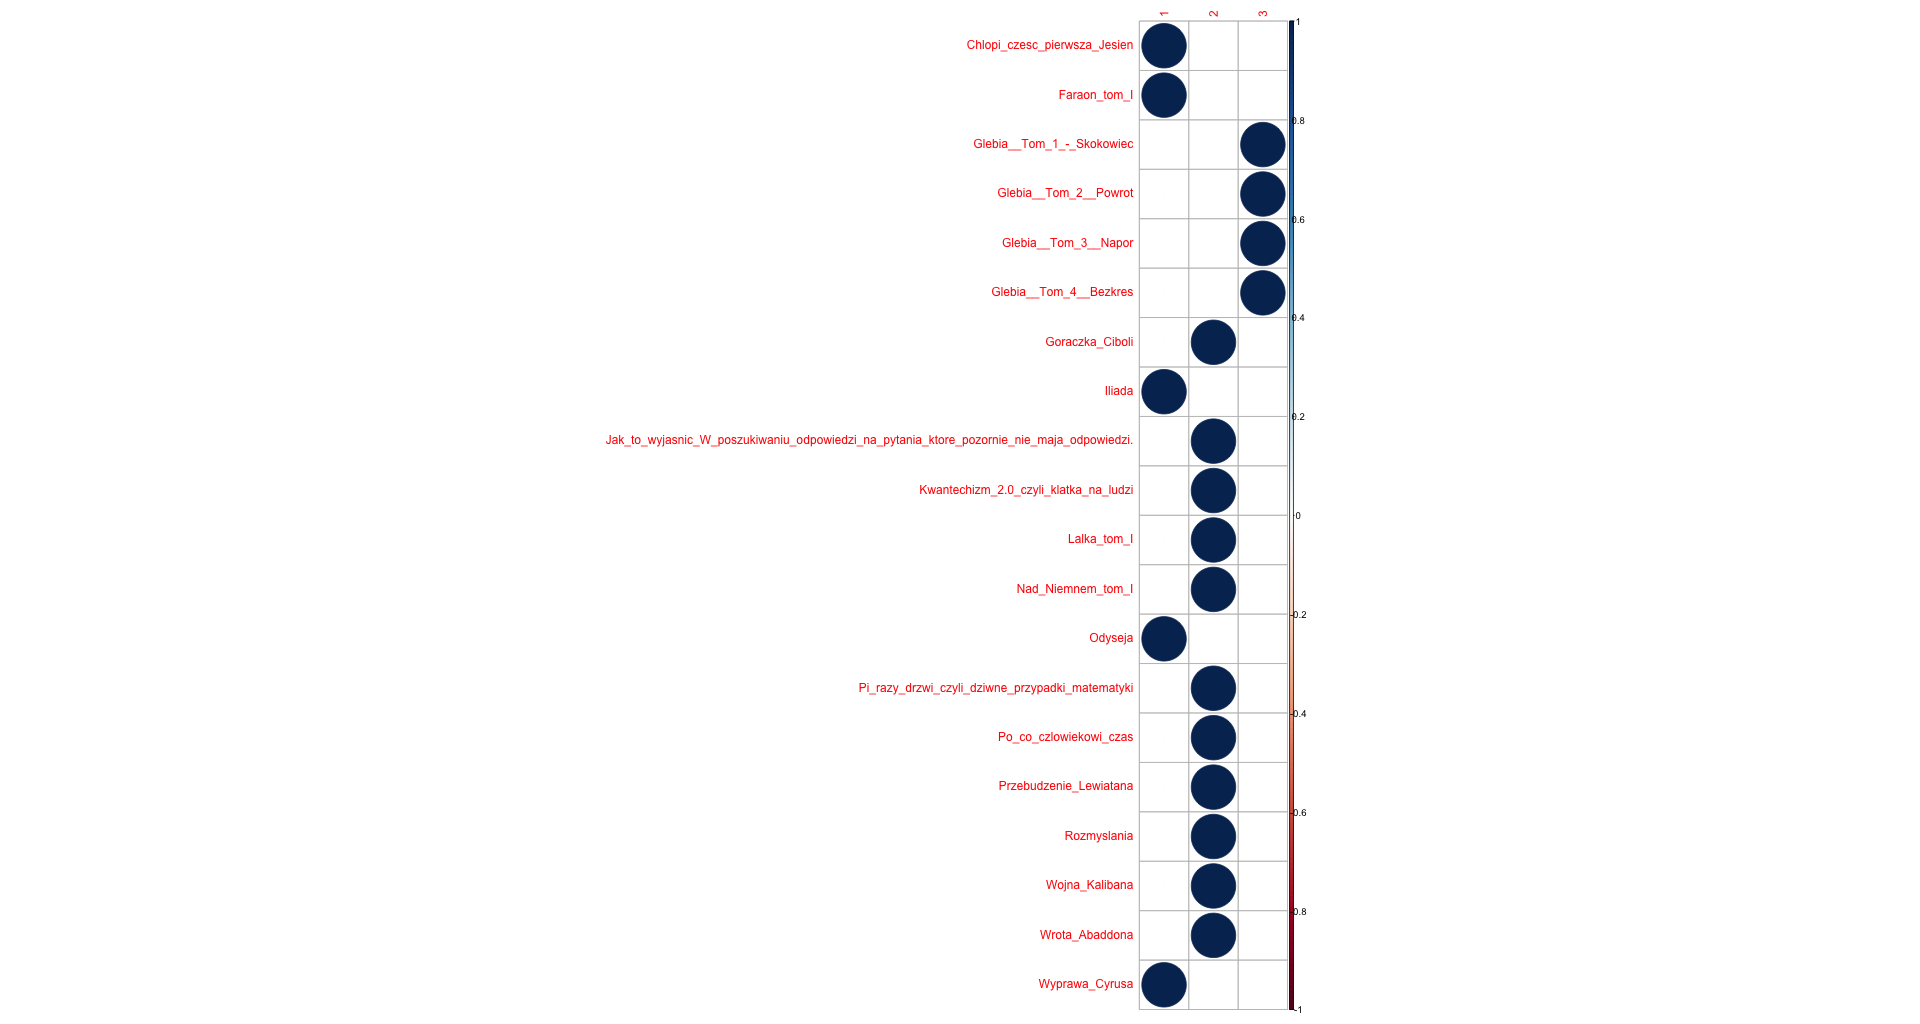 1 2 3
1
Chlopi_czesc_pierwsza_Jesien
Faraon_tom_I
0.8
Glebia__Tom_1_-_Skokowiec
Glebia__Tom_2__Powrot
0.6
Glebia__Tom_3__Napor
Glebia__Tom_4__Bezkres
0.4
Goraczka_Ciboli
Iliada
0.2
Jak_to_wyjasnic_W_poszukiwaniu_odpowiedzi_na_pytania_ktore_pozornie_nie_maja_odpowiedzi.
Kwantechizm_2.0_czyli_klatka_na_ludzi
0
Lalka_tom_I
Nad_Niemnem_tom_I
-0.2
Odyseja
Pi_razy_drzwi_czyli_dziwne_przypadki_matematyki
-0.4
Po_co_czlowiekowi_czas
Przebudzenie_Lewiatana
-0.6
Rozmyslania
Wojna_Kalibana
-0.8
Wrota_Abaddona
Wyprawa_Cyrusa
-1